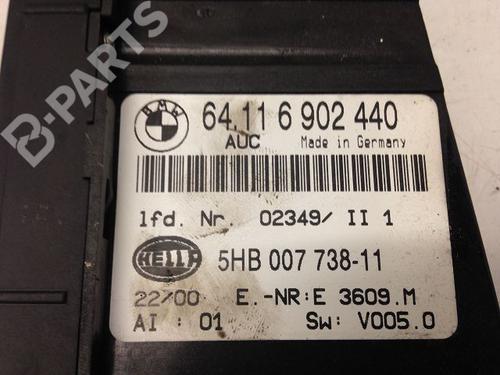 B-PARTS
BMW
64.11 6 902 440
AUC Made in Germany
lfd. Nr. 02349/ II 1
HELLA
5HB 007 738-11
22/00 E.-NR:E 3609.M
AI : 01 Sw: V005.0